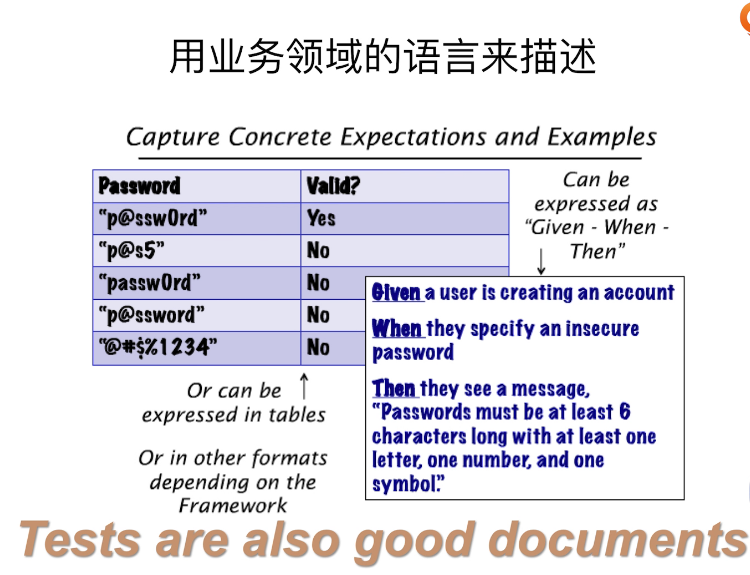 用业务领域的语言来描述
Capture Concrete Expectations and Examples
Password Valid?
“p@ssw0rd” Yes
“p@s5” No
“passw0rd” No
“p@ssword” No
“@#$%1234” No
Can be
expressed as
“Given - When -
Then”
Given a user is creating an account
When they specify an insecure
password
Then they see a message,
“Passwords must be at least 6
characters long with at least one
letter, one number, and one
symbol.”
Or can be
expressed in tables
Or in other formats
depending on the
Framework
Tests are also good documents